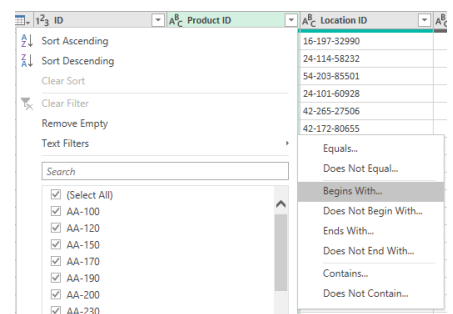 1²3 ID
ABC Product ID
ABC Location ID
AB
Sort Ascending
Sort Descending
Clear Sort
Clear Filter
Remove Empty
Text Filters
Search
(Select All)
AA-100
AA-120
AA-150
AA-170
AA-190
AA-200
AA-230
16-197-32990
24-114-58232
54-203-85501
24-101-60928
42-265-27506
42-172-80655
Equals...
Does Not Equal...
Begins With...
Does Not Begin With...
Ends With...
Does Not End With...
Contains...
Does Not Contain...